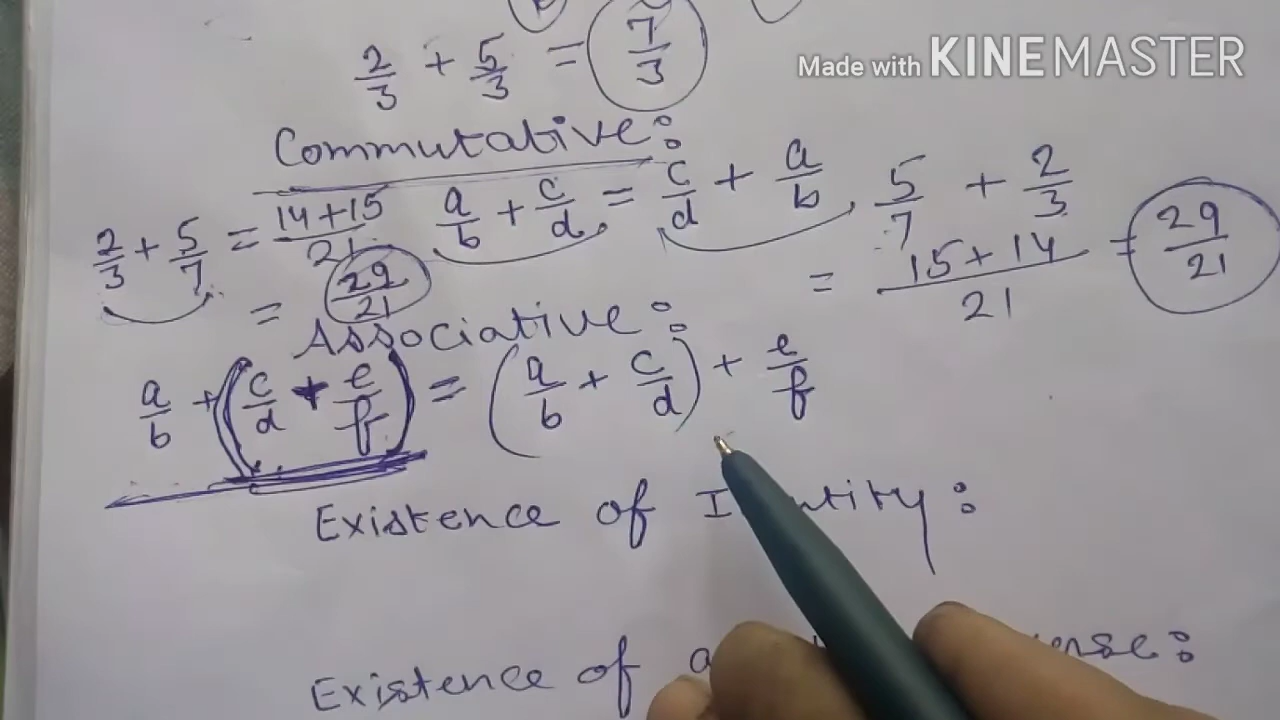 Made with KINEMASTER
2/3 + 5/3 = 7/3
Commutative:
a/b + c/d = c/d + a/b
2/3 + 5/7 = 14+15/21
= 29/21
5/7 + 2/3
= 15+14/21 = 29/21
Associative:
a/b + (c/d + e/f) = (a/b + c/d) + e/f
Existence of
Existence of